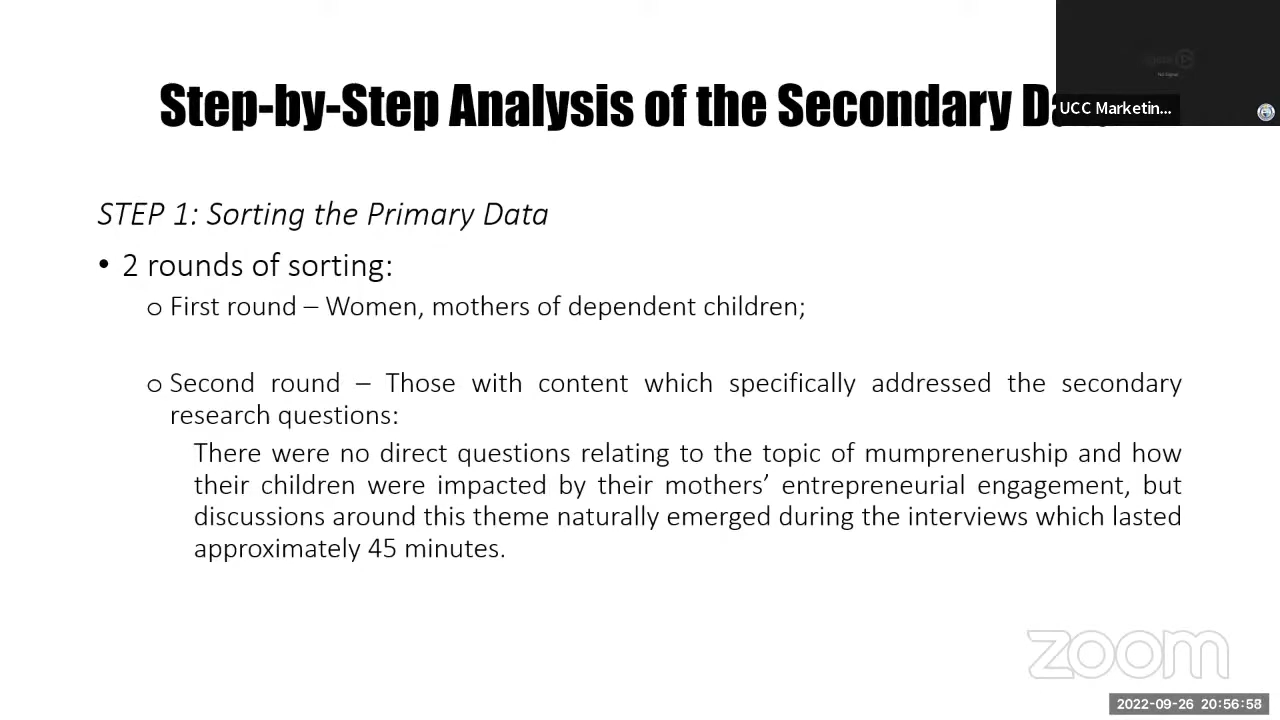 Step-by-Step Analysis of the Secondary
UCC Marketin...
STEP 1: Sorting the Primary Data
• 2 rounds of sorting:
o First round – Women, mothers of dependent children;
o Second round – Those with content which specifically addressed the secondary
research questions:
There were no direct questions relating to the topic of mumpreneruship and how
their children were impacted by their mothers’ entrepreneurial engagement, but
discussions around this theme naturally emerged during the interviews which lasted
approximately 45 minutes.
zoom
2022-09-26 20:56:58